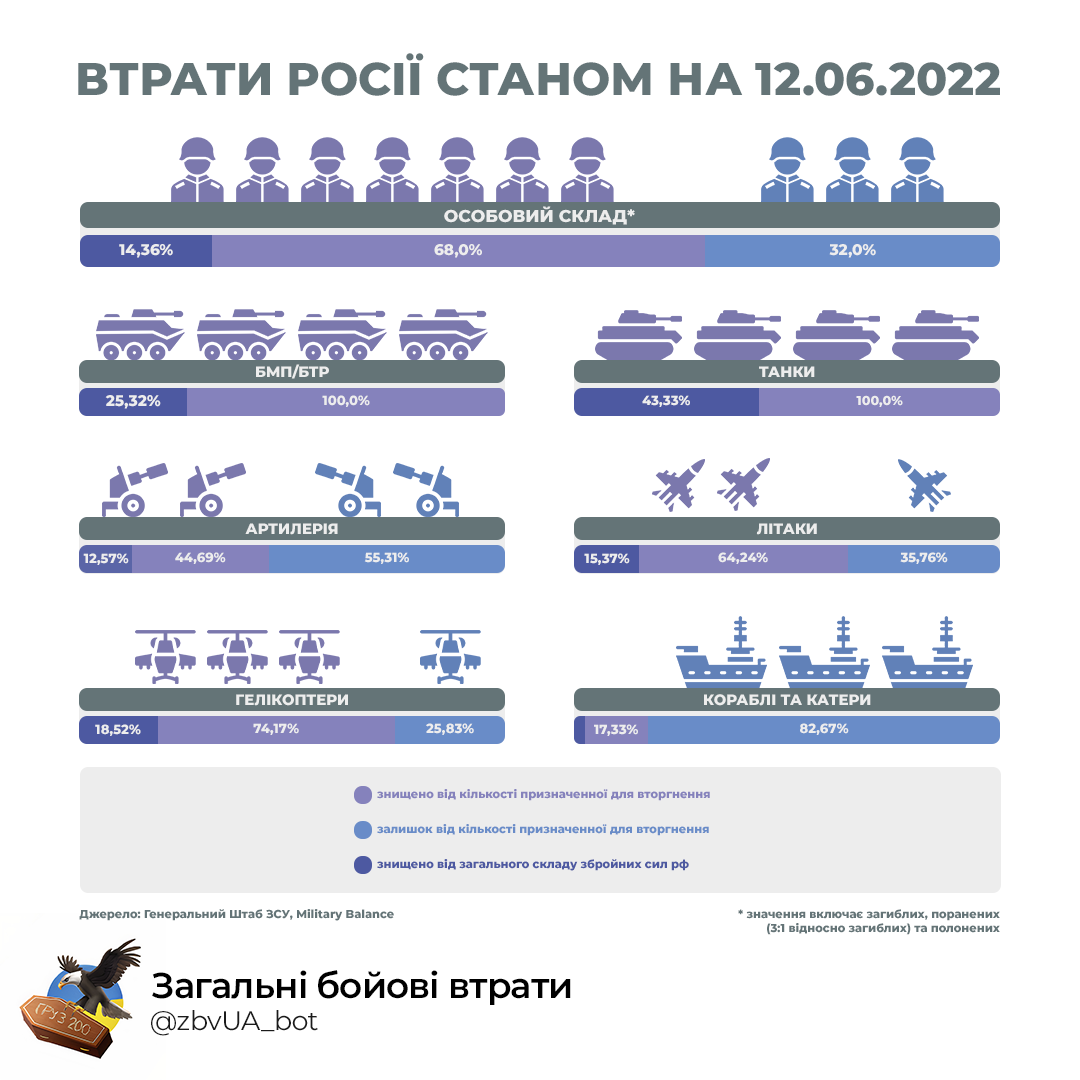 ВТРАТИ РОСІЇ СТАНОМ НА 12.06.2022
ОСОБОВИЙ СКЛАД*
14,36% 68,0% 32,0%
БМП/БТР
25,32% 100,0%
ТАНКИ
43,33% 100,0%
АРТИЛЕРІЯ
12,57% 44,69% 55,31%
ЛІТАКИ
15,37% 64,24% 35,76%
ГЕЛІКОПТЕРИ
18,52% 74,17% 25,83%
КОРАБЛІ ТА КАТЕРИ
17,33% 82,67%
знищено від кількості призначенної для вторгнення
залишок від кількості призначенної для вторгнення
знищено від загального складу збройних сил рф
Джерело: Генеральний Штаб ЗСУ, Military Balance
* значення включає загиблих, поранених
(3:1 відносно загиблих) та полонених
ГРУЗ 200
Загальні бойові втрати
@zbvUA_bot